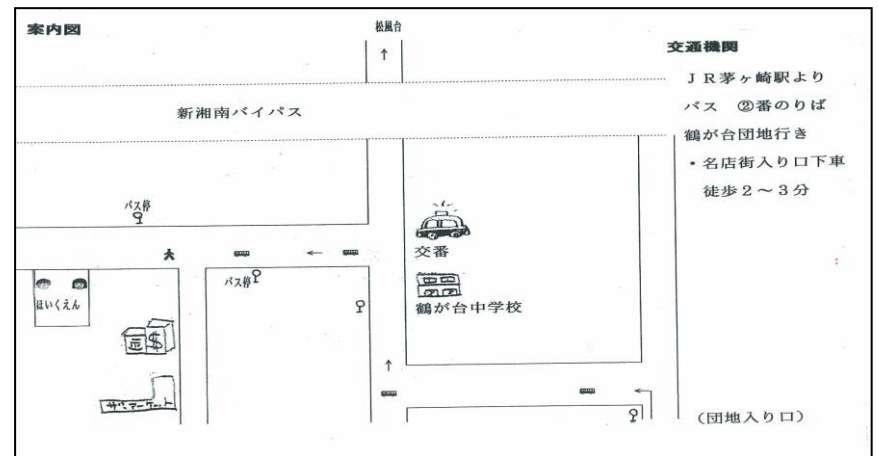 案内図
松風台
↑
新湘南バイパス
バス停
バス停
←
ほいくえん
交番
鶴が台中学校
↑
ザ・マーケット
(団地入り口)
交通機関
JR茅ヶ崎駅より
バス ②番のりば
鶴が台団地行き
・名店街入り口下車
徒歩2~3分